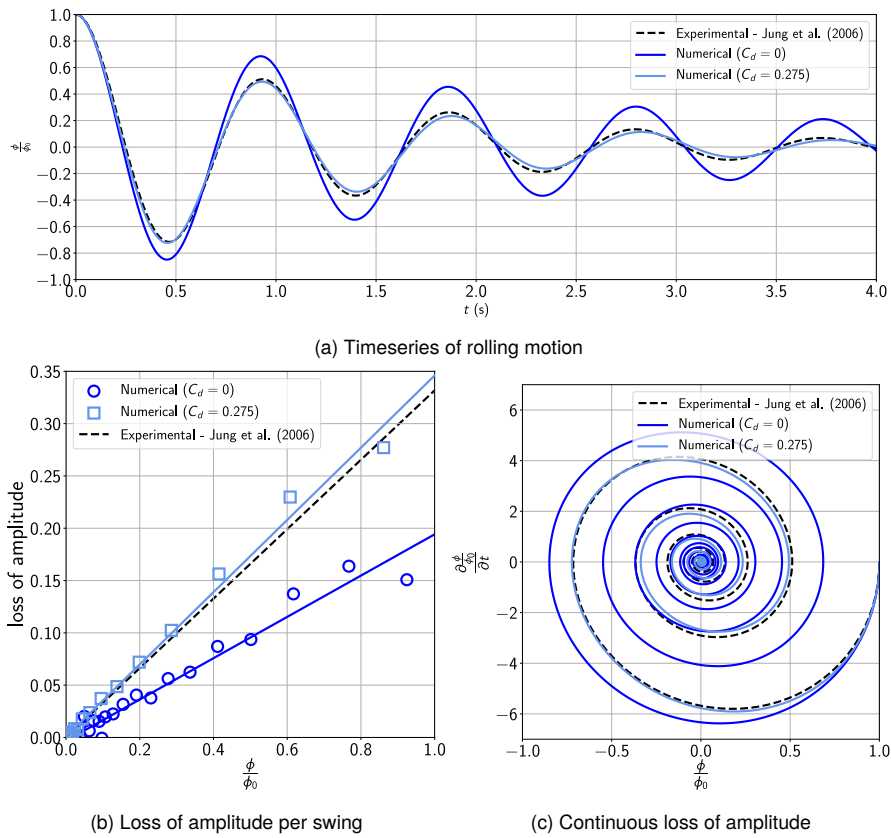 1.0
0.8
0.6
0.4
0.2
0.0
−0.2
−0.4
−0.6
−0.8
−1.0
ϕ/ϕ₀
Experimental - Jung et al. (2006)
Numerical (C_d = 0)
Numerical (C_d = 0.275)
0.0 0.5 1.0 1.5 2.0 2.5 3.0 3.5 4.0
t (s)
(a) Timeseries of rolling motion
0.35
0.30
0.25
0.20
0.15
0.10
0.05
0.00
loss of amplitude
Numerical (C_d = 0)
Numerical (C_d = 0.275)
Experimental - Jung et al. (2006)
0.0 0.2 0.4 0.6 0.8 1.0
ϕ/ϕ₀
(b) Loss of amplitude per swing
6
4
2
0
−2
−4
−6
∂(ϕ/ϕ₀)/∂t
Experimental - Jung et al. (2006)
Numerical (C_d = 0)
Numerical (C_d = 0.275)
−1.0 −0.5 0.0 0.5 1.0
ϕ/ϕ₀
(c) Continuous loss of amplitude